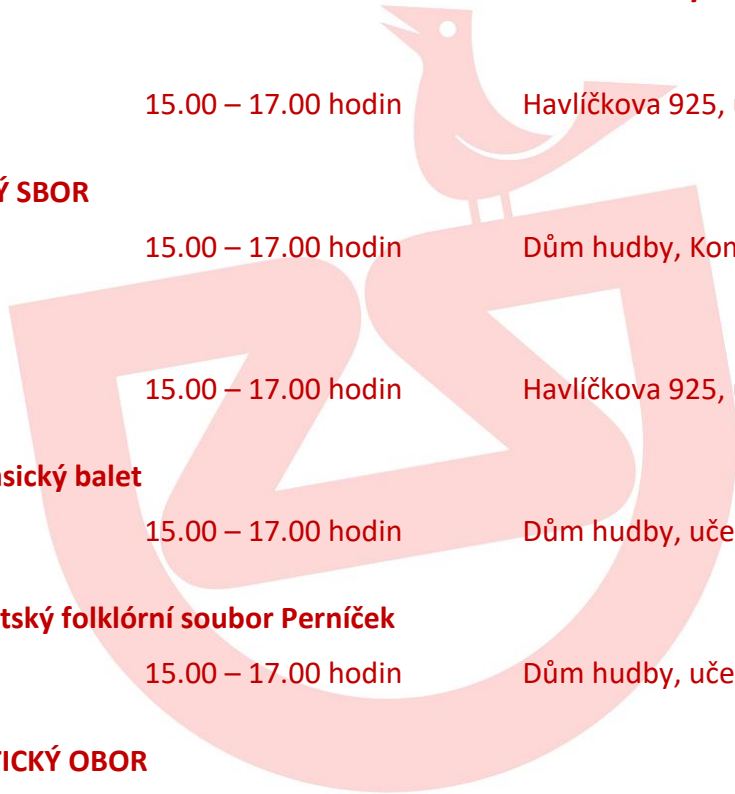 15.00 – 17.00 hodin Havlíčkova 925,
Ý SBOR
15.00 – 17.00 hodin Dům hudby,
15.00 – 17.00 hodin Havlíčkova 925,
sický balet
15.00 – 17.00 hodin Dům hudby, uče
tský folklórní soubor Perníček
15.00 – 17.00 hodin Dům hudby, uče
TICKÝ OBOR